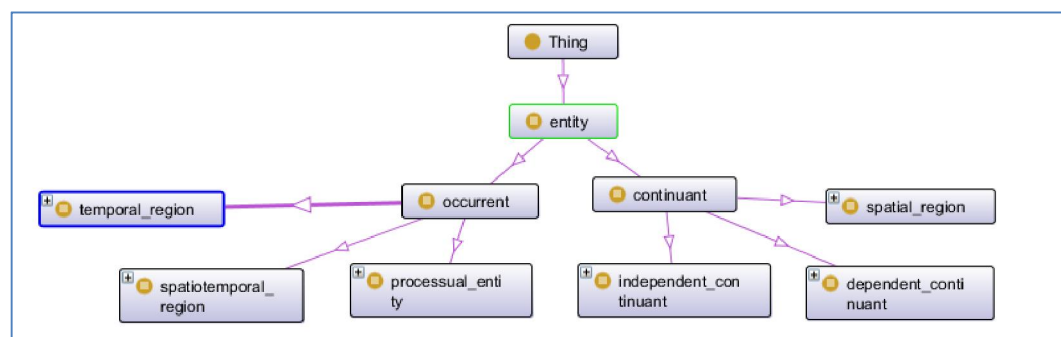 Thing
entity
occurrent
continuant
temporal_region
spatial_region
spatiotemporal_
region
processual_enti
ty
independent_con
tinuant
dependent_conti
nuant